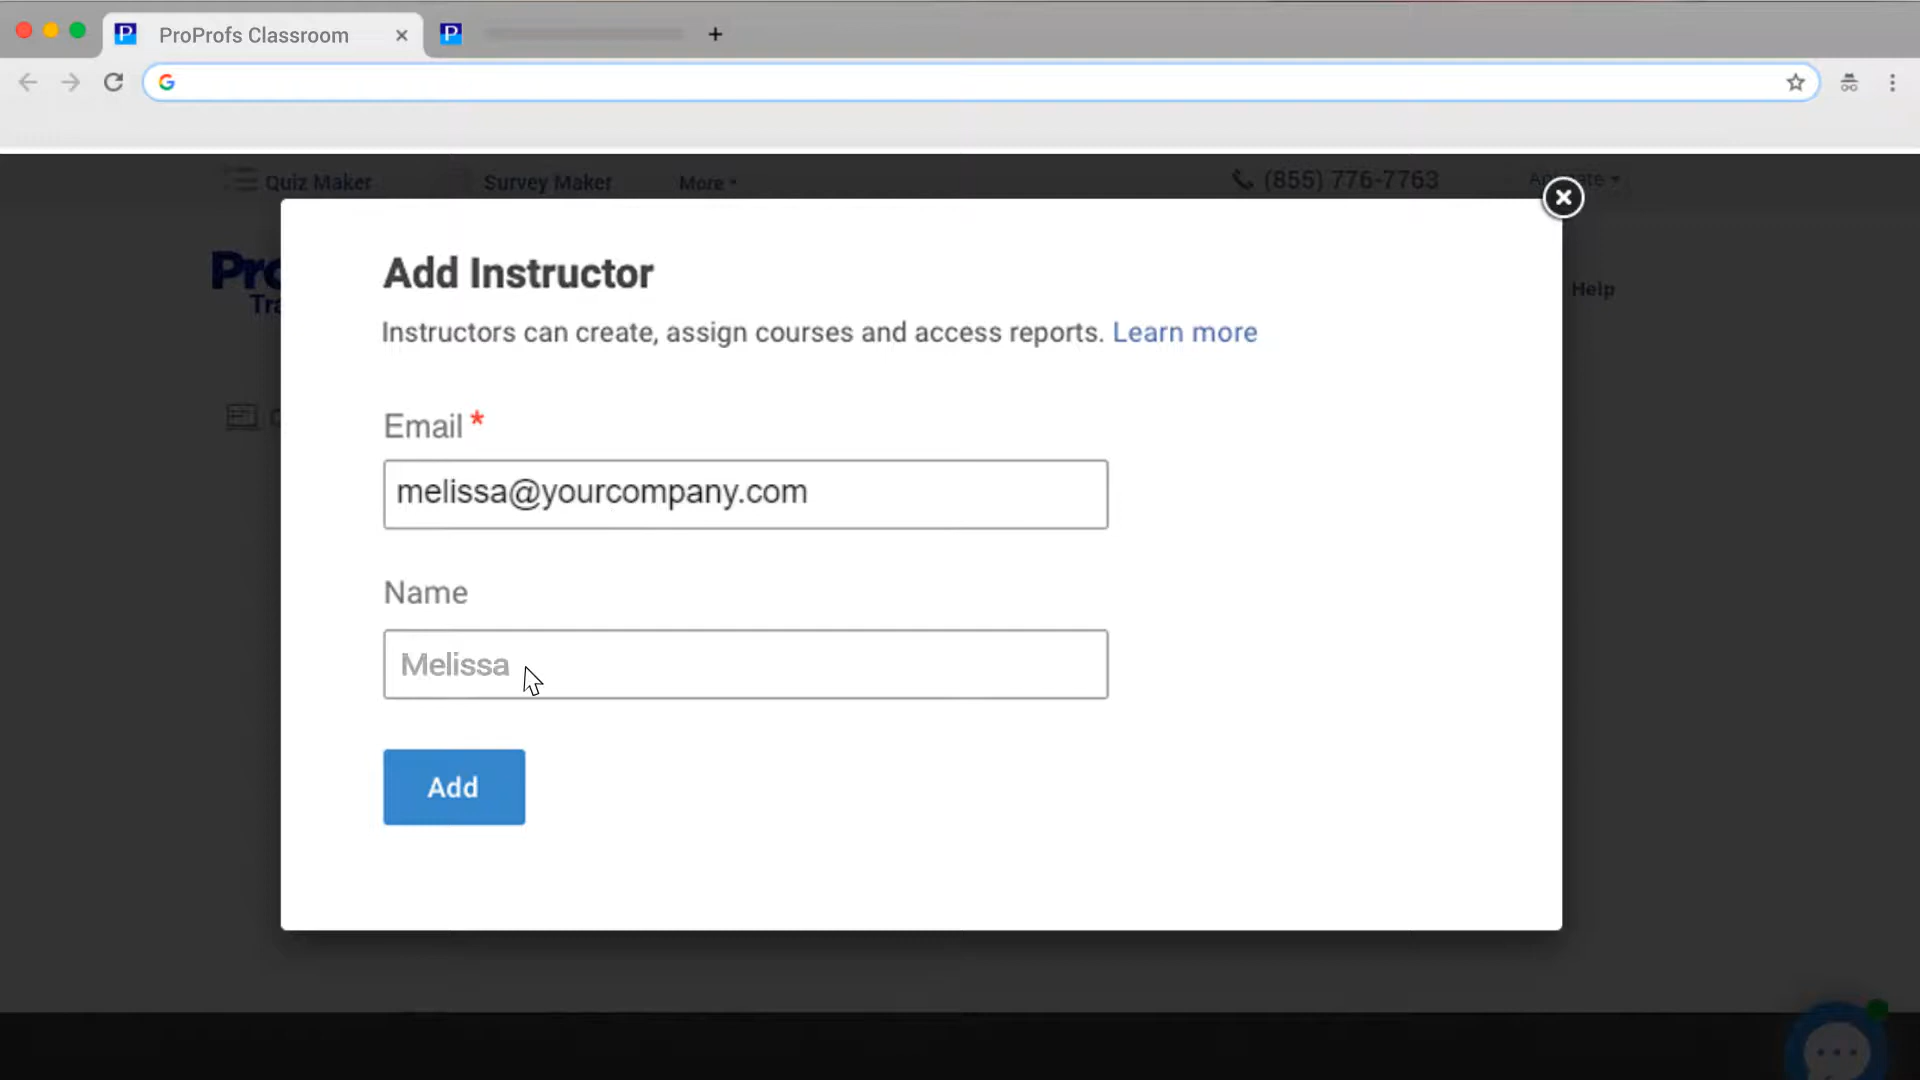 ProProfs Classroom
Quiz Maker
Survey Maker
More
(855) 776-7763
Pro
Help
Add Instructor
Instructors can create, assign courses and access reports. Learn more
Email *
melissa@yourcompany.com
Name
Melissa
Add